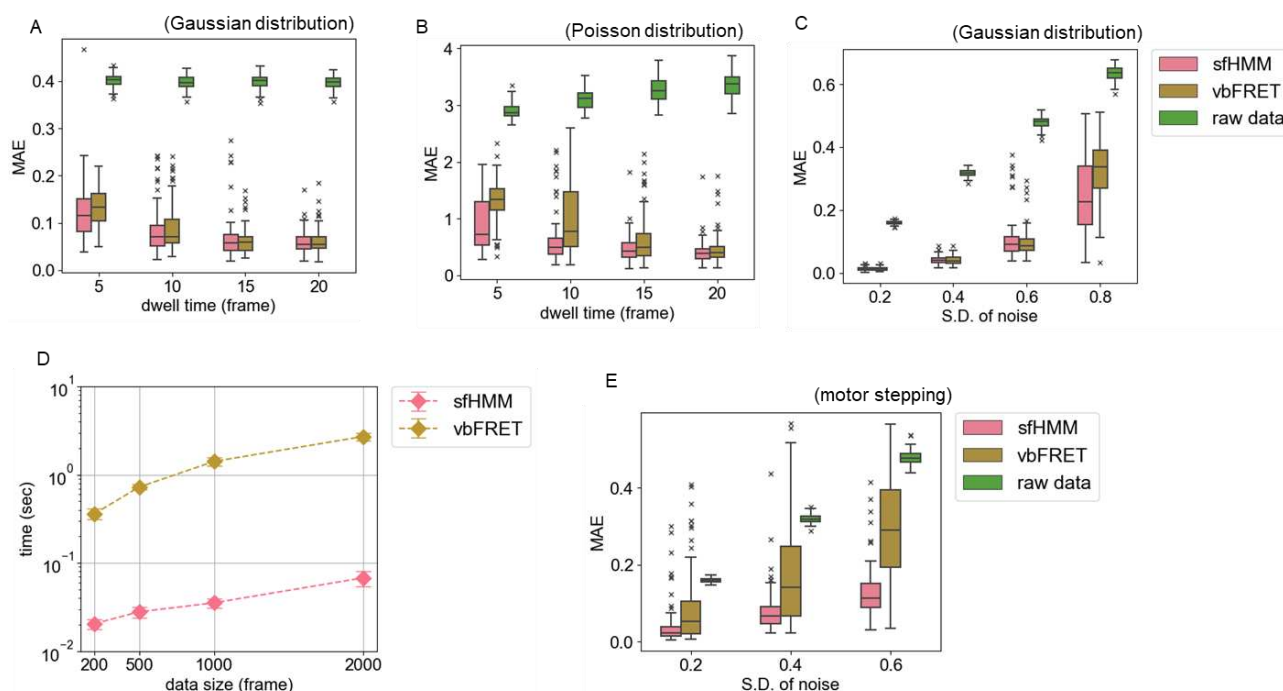 A
(Gaussian distribution)
MAE
0.4
0.3
0.2
0.1
0.0
5 10 15 20
dwell time (frame)
B
(Poisson distribution)
MAE
4
3
2
1
0
5 10 15 20
dwell time (frame)
C
(Gaussian distribution)
MAE
0.6
0.4
0.2
0.0
0.2 0.4 0.6 0.8
S.D. of noise
sfHMM
vbFRET
raw data
D
time (sec)
10^1
10^0
10^-1
10^-2
200 500 1000 2000
data size (frame)
sfHMM
vbFRET
E
(motor stepping)
MAE
0.4
0.2
0.0
0.2 0.4 0.6
S.D. of noise
sfHMM
vbFRET
raw data